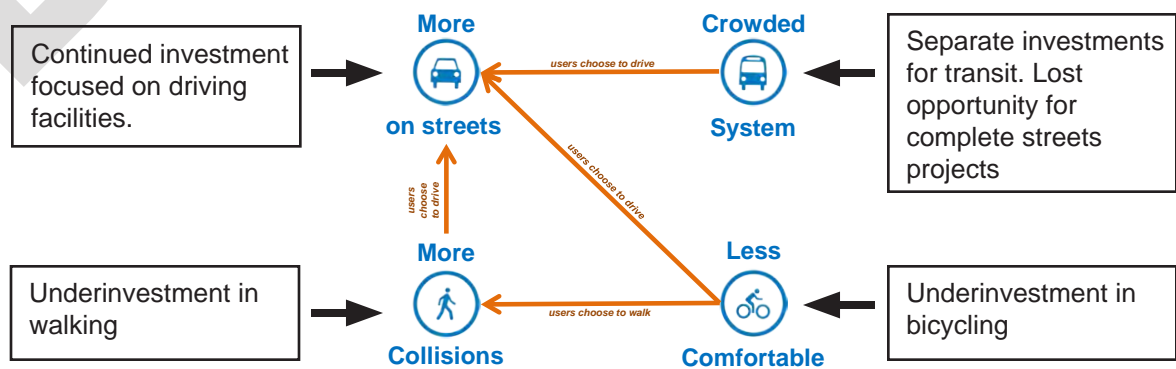 Continued investment
focused on driving
facilities.
More
on streets
users choose to drive
Crowded
System
Separate investments
for transit. Lost
opportunity for
complete streets
projects
users choose to drive
users
choose
to drive
Underinvestment in
walking
More
Collisions
users choose to walk
Less
Comfortable
Underinvestment in
bicycling